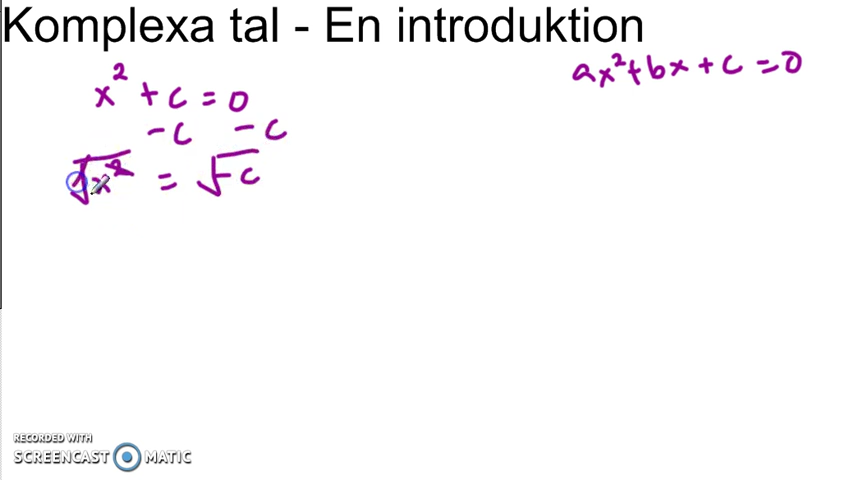 Komplexa tal - En introduktion
ax²+bx+c=0
x²+c=0
-c -c
√x² = √-c
RECORDED WITH
SCREENCAST MATIC